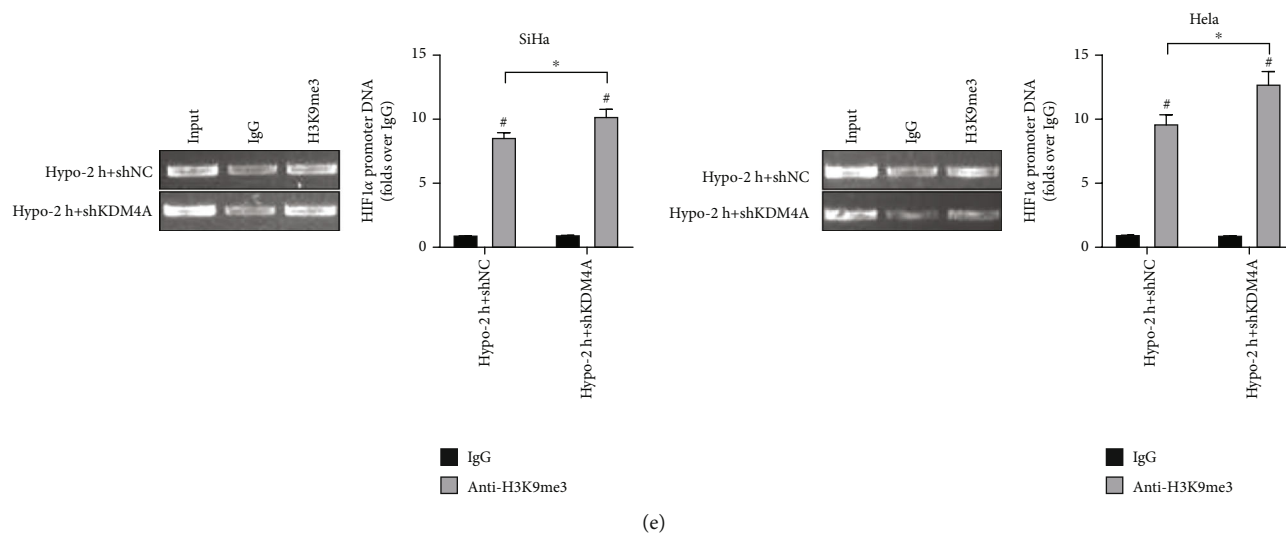 Input
IgG
H3K9me3
Hypo-2 h+shNC
Hypo-2 h+shKDM4A
SiHa
HIF1α promoter DNA
(folds over IgG)
15
10
5
0
*
#
#
Hypo-2 h+shNC
Hypo-2 h+shKDM4A
IgG
Anti-H3K9me3
Input
IgG
H3K9me3
Hypo-2 h+shNC
Hypo-2 h+shKDM4A
Hela
HIF1α promoter DNA
(folds over IgG)
15
10
5
0
*
#
#
Hypo-2 h+shNC
Hypo-2 h+shKDM4A
IgG
Anti-H3K9me3
(e)